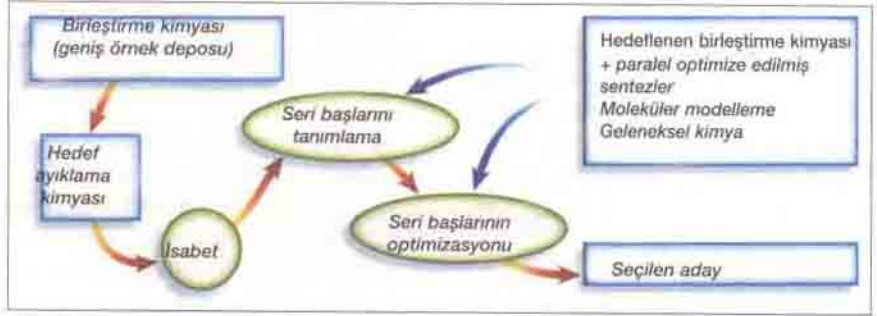 Birleştirme kimyası
(geniş örnek deposu)
Hedef
ayıklama
kimyası
İsabet
Seri başlarını
tanımlama
Seri başlarının
optimizasyonu
Hedeflenen birleştirme kimyası
+ paralel optimize edilmiş
sentezler
Moleküler modelleme
Geleneksel kimya
Seçilen aday